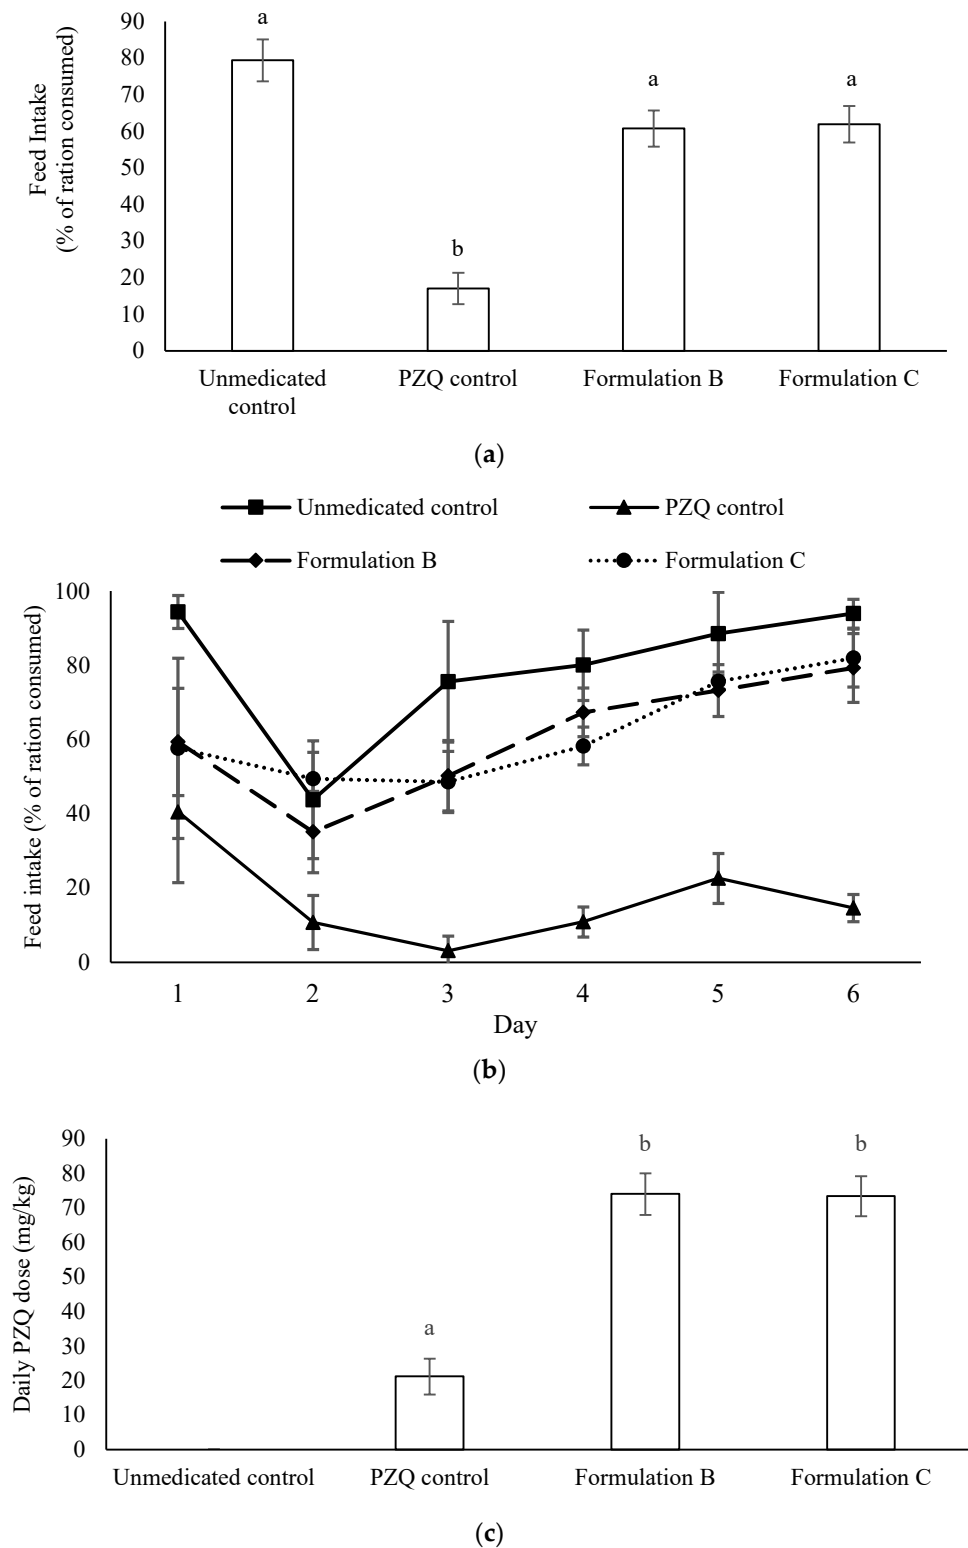 Feed Intake
(% of ration consumed)
90
80
70
60
50
40
30
20
10
0
a
b
a
a
Unmedicated
control
PZQ control
Formulation B
Formulation C
(a)
Unmedicated control
PZQ control
Formulation B
Formulation C
Feed intake (% of ration consumed)
100
80
60
40
20
0
1
2
3
4
5
6
Day
(b)
Daily PZQ dose (mg/kg)
90
80
70
60
50
40
30
20
10
0
a
b
b
Unmedicated control
PZQ control
Formulation B
Formulation C
(c)